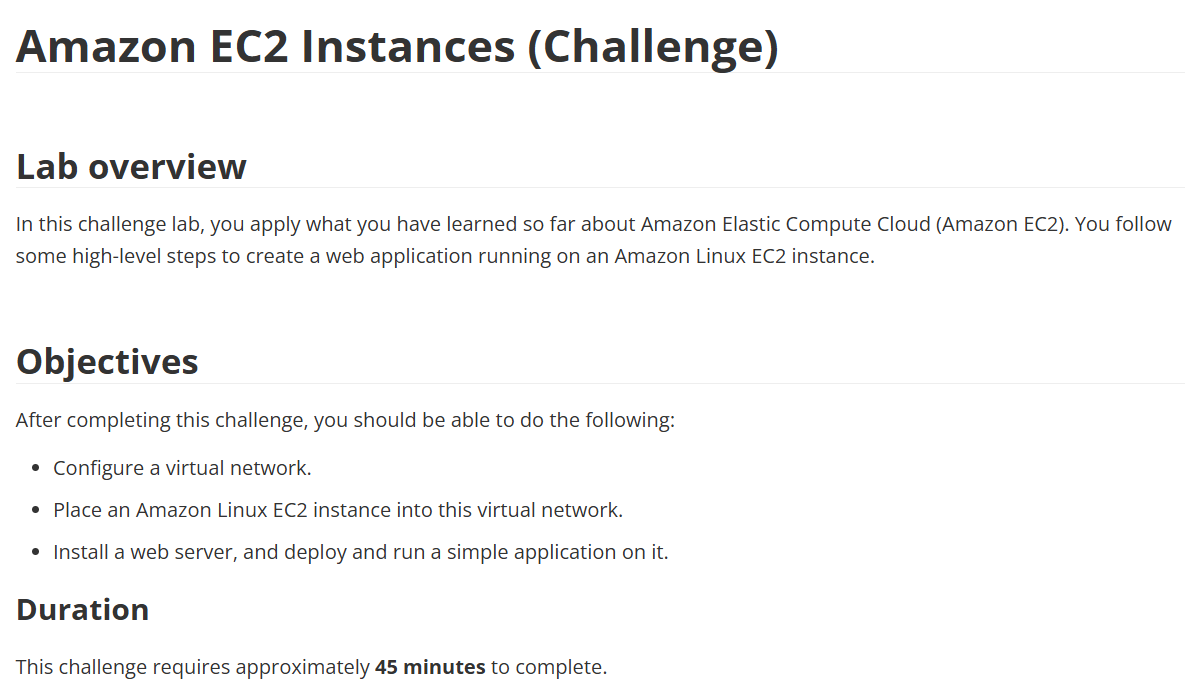 Amazon EC2 Instances (Challenge)
Lab overview
In this challenge lab, you apply what you have learned so far about Amazon Elastic Compute Cloud (Amazon EC2). You follow
some high-level steps to create a web application running on an Amazon Linux EC2 instance.
Objectives
After completing this challenge, you should be able to do the following:
• Configure a virtual network.
• Place an Amazon Linux EC2 instance into this virtual network.
• Install a web server, and deploy and run a simple application on it.
Duration
This challenge requires approximately 45 minutes to complete.